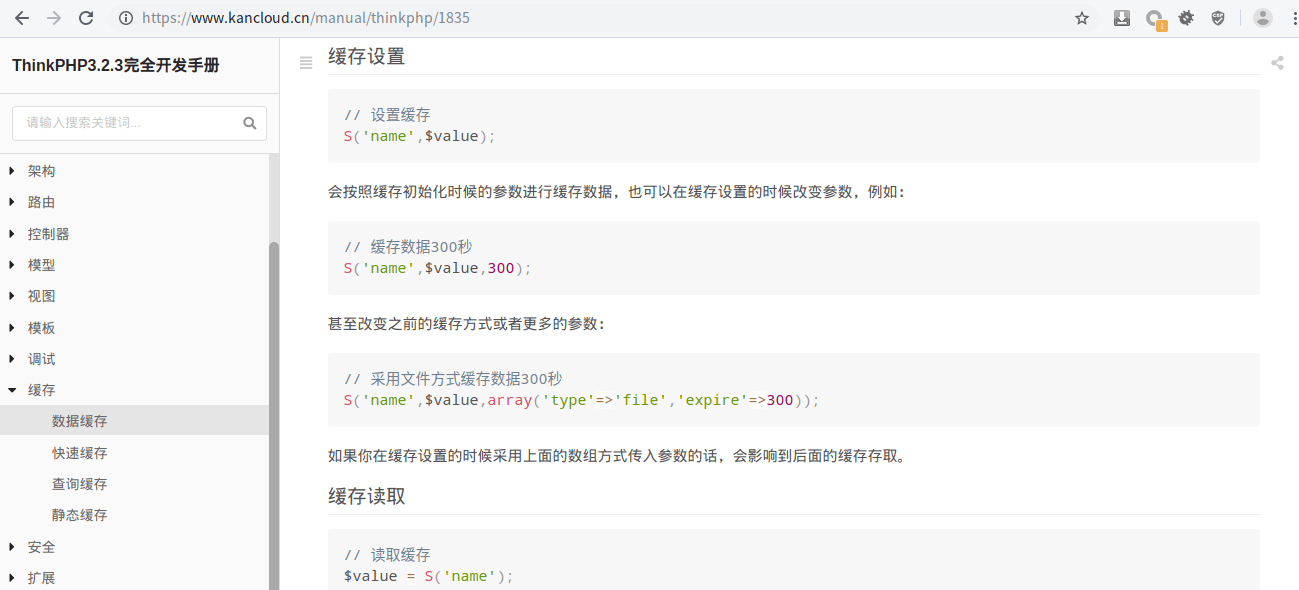 https://www.kancloud.cn/manual/thinkphp/1835
1
ThinkPHP3.2.3完全开发手册
请输入搜索关键词...
架构
路由
控制器
模型
视图
模板
调试
缓存
数据缓存
快速缓存
查询缓存
静态缓存
安全
扩展
缓存设置
// 设置缓存
S('name',$value);
会按照缓存初始化时候的参数进行缓存数据，也可以在缓存设置的时候改变参数，例如：
// 缓存数据300秒
S('name',$value,300);
甚至改变之前的缓存方式或者更多的参数：
// 采用文件方式缓存数据300秒
S('name',$value,array('type'=>'file','expire'=>300));
如果你在缓存设置的时候采用上面的数组方式传入参数的话，会影响到后面的缓存存取。
缓存读取
// 读取缓存
$value = S('name');